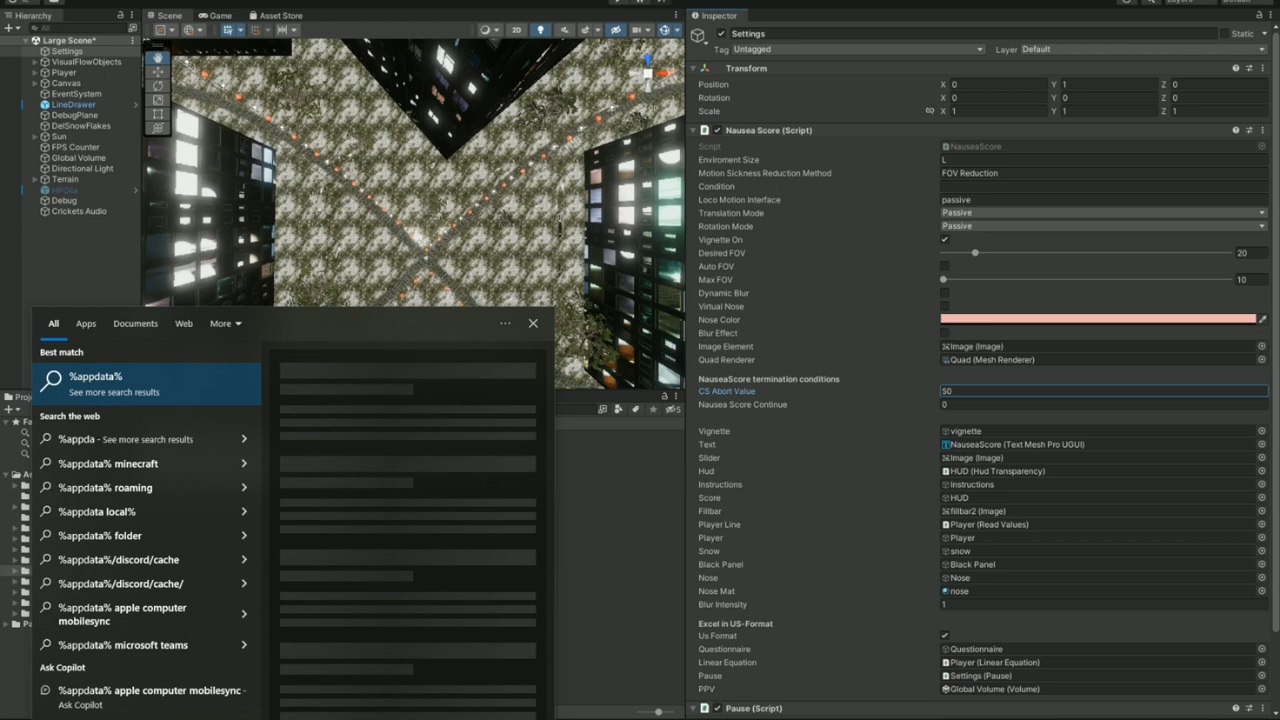 Hierarchy
All
Large Scene*
Settings
VisualFlowObjects
Player
Canvas
EventSystem
LineDrawer
DebugPlane
DelSnowFlakes
Sun
FPS Counter
Global Volume
Directional Light
Terrain
Debug
Crickets Audio
Scene
Game
Asset Store
2D
Inspector
Settings
Static
Tag Untagged
Layer Default
Transform
Position X 0 Y 1 Z 0
Rotation X 0 Y 0 Z 0
Scale X 1 Y 1 Z 1
Nausea Score (Script)
Script NauseaScore
Enviroment Size L
Motion Sickness Reduction Method FOV Reduction
Condition
Loco Motion Interface passive
Translation Mode Passive
Rotation Mode Passive
Vignette On
Desired FOV 20
Auto FOV
Max FOV 10
Dynamic Blur
Virtual Nose
Nose Color
Blur Effect
Image Element Image (Image)
Quad Renderer Quad (Mesh Renderer)
NauseaScore termination conditions
CS Abort Value 50
Nausea Score Continue 0
Vignette vignette
Text NauseaScore (Text Mesh Pro UGUI)
Slider Image (Image)
Hud HUD (Hud Transparency)
Instructions Instructions
Score HUD
Fillbar fillbar2 (Image)
Player Line Player (Read Values)
Player Player
Snow snow
Black Panel Black Panel
Nose Nose
Nose Mat nose
Blur Intensity 1
Excel in US-Format
Us Format
Questionnaire Questionnaire
Linear Equation Player (Linear Equation)
Pause Settings (Pause)
PPV Global Volume (Volume)
Pause (Script)
All Apps Documents Web More
Best match
%appdata%
See more search results
Search the web
%appda - See more search results
%appdata% minecraft
%appdata% roaming
%appdata local%
%appdata% folder
%appdata%/discord/cache
%appdata%/discord/cache/
%appdata% apple computer
mobilesync
%appdata% microsoft teams
Ask Copilot
%appdata% apple computer mobilesync -
Ask Copilot